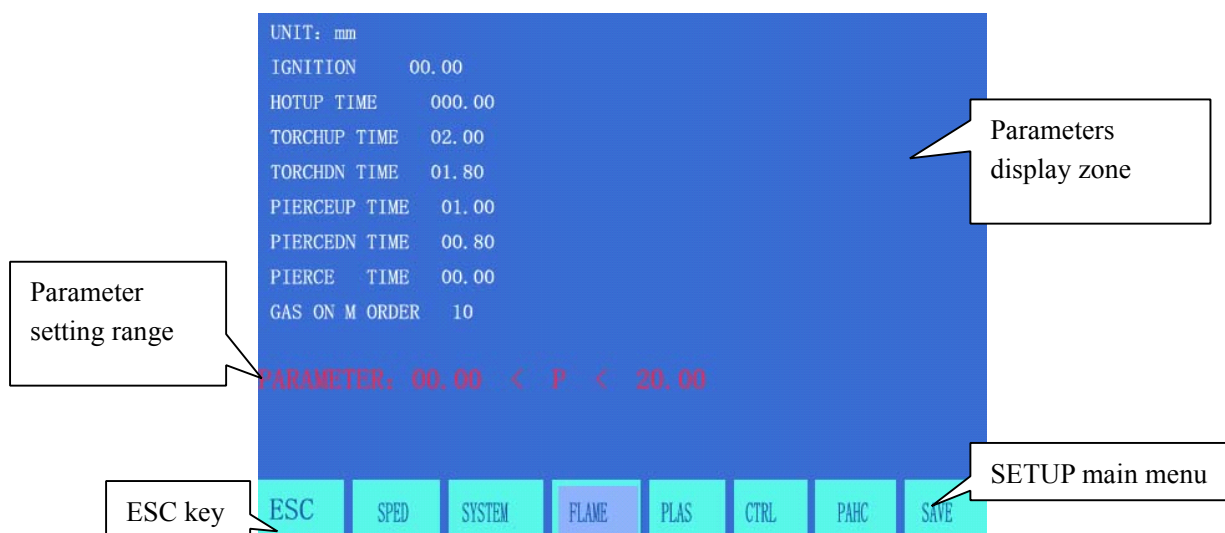 UNIT: mm
IGNITION 00.00
HOTUP TIME 000.00
TORCHUP TIME 02.00
TORCHDN TIME 01.80
PIERCEUP TIME 01.00
PIERCEDN TIME 00.80
PIERCE TIME 00.00
GAS ON M ORDER 10
Parameters
display zone
Parameter
setting range
PARAMETER: 00.00 < P < 20.00
SETUP main menu
ESC key
ESC SPED SYSTEM FLAME PLAS CTRL PAHC SAVE